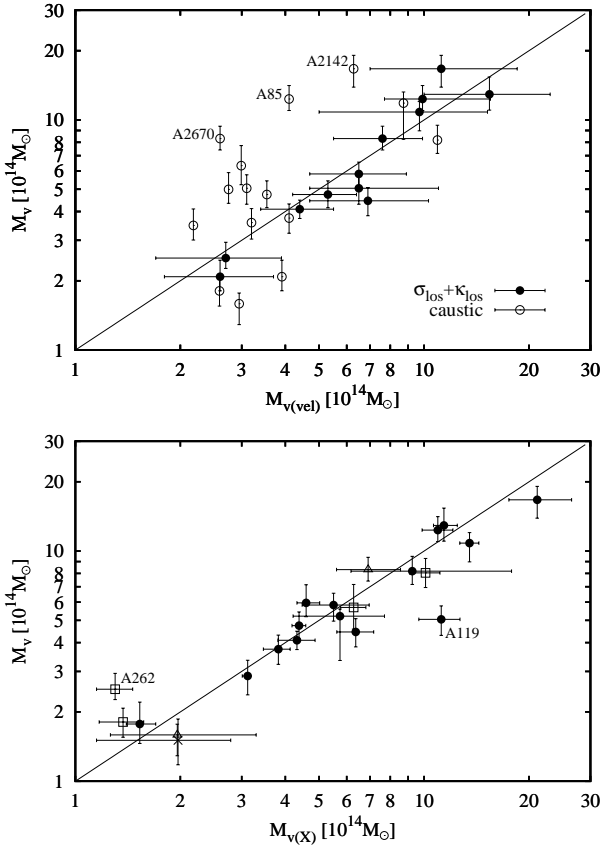 30
20
10
8
7
6
5
4
3
2
1
M_v [10^14 M_⊙]
A2142
A85
A2670
σ_los+κ_los
caustic
1 2 3 4 5 6 7 8 10 20 30
M_v(vel) [10^14 M_⊙]
30
20
10
8
7
6
5
4
3
2
1
M_v [10^14 M_⊙]
A119
A262
1 2 3 4 5 6 7 8 10 20 30
M_v(X) [10^14 M_⊙]